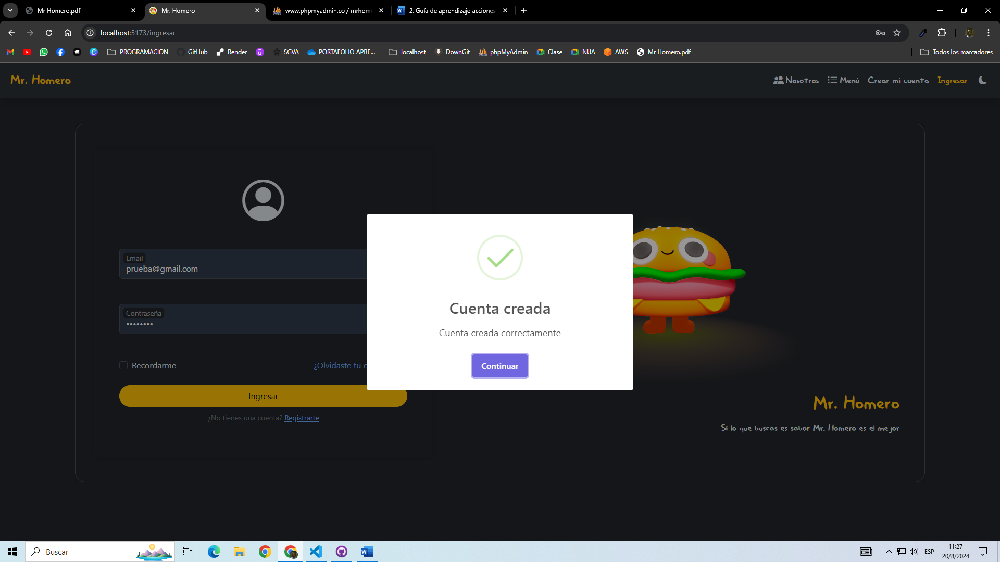 Mr Homero.pdf
Mr. Homero
www.phpmyadmin.co / mrhom
2. Guía de aprendizaje acciones
localhost:5173/ingresar
PROGRAMACION
GitHub
Render
SGVA
PORTAFOLIO APRE...
localhost
DownGit
phpMyAdmin
Clase
NUA
AWS
Mr Homero.pdf
Todos los marcadores
Mr. Homero
Nosotros
Menú
Crear mi cuenta
Ingresar
Email
prueba@gmail.com
Contraseña
••••••••
Recordarme
¿Olvidaste tu c
Ingresar
¿No tienes una cuenta? Registrarte
Cuenta creada
Cuenta creada correctamente
Continuar
Mr. Homero
Si lo que buscas es sabor Mr. Homero es el mejor
Buscar
ESP
11:27
20/8/2024